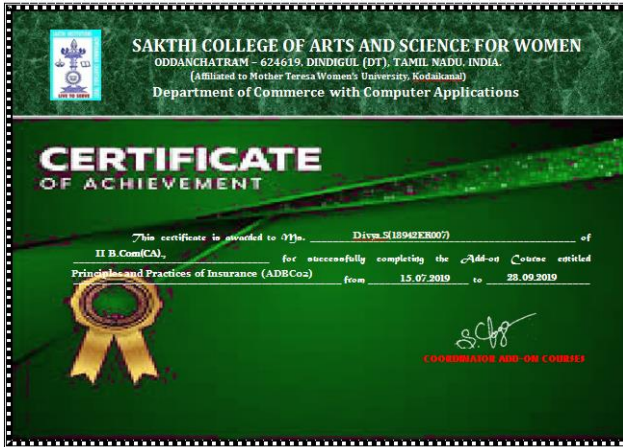 SAKTHI COLLEGE OF ARTS AND SCIENCE FOR WOMEN
ODDANCHATRAM – 624619. DINDIGUL (DT), TAMIL NADU, INDIA.
(Affiliated to Mother Teresa Women's University, Kodaikanal)
Department of Commerce with Computer Applications
LIVE TO SERVE
CERTIFICATE
OF ACHIEVEMENT
This certificate is awarded to Ms. Divya.S(18942ER007) of
II B.Com(CA)., for successfully completing the Add-on Course entitled
Principles and Practices of Insurance (ADBC02) from 15.07.2019 to 28.09.2019
COORDINATOR ADD-ON COURSES